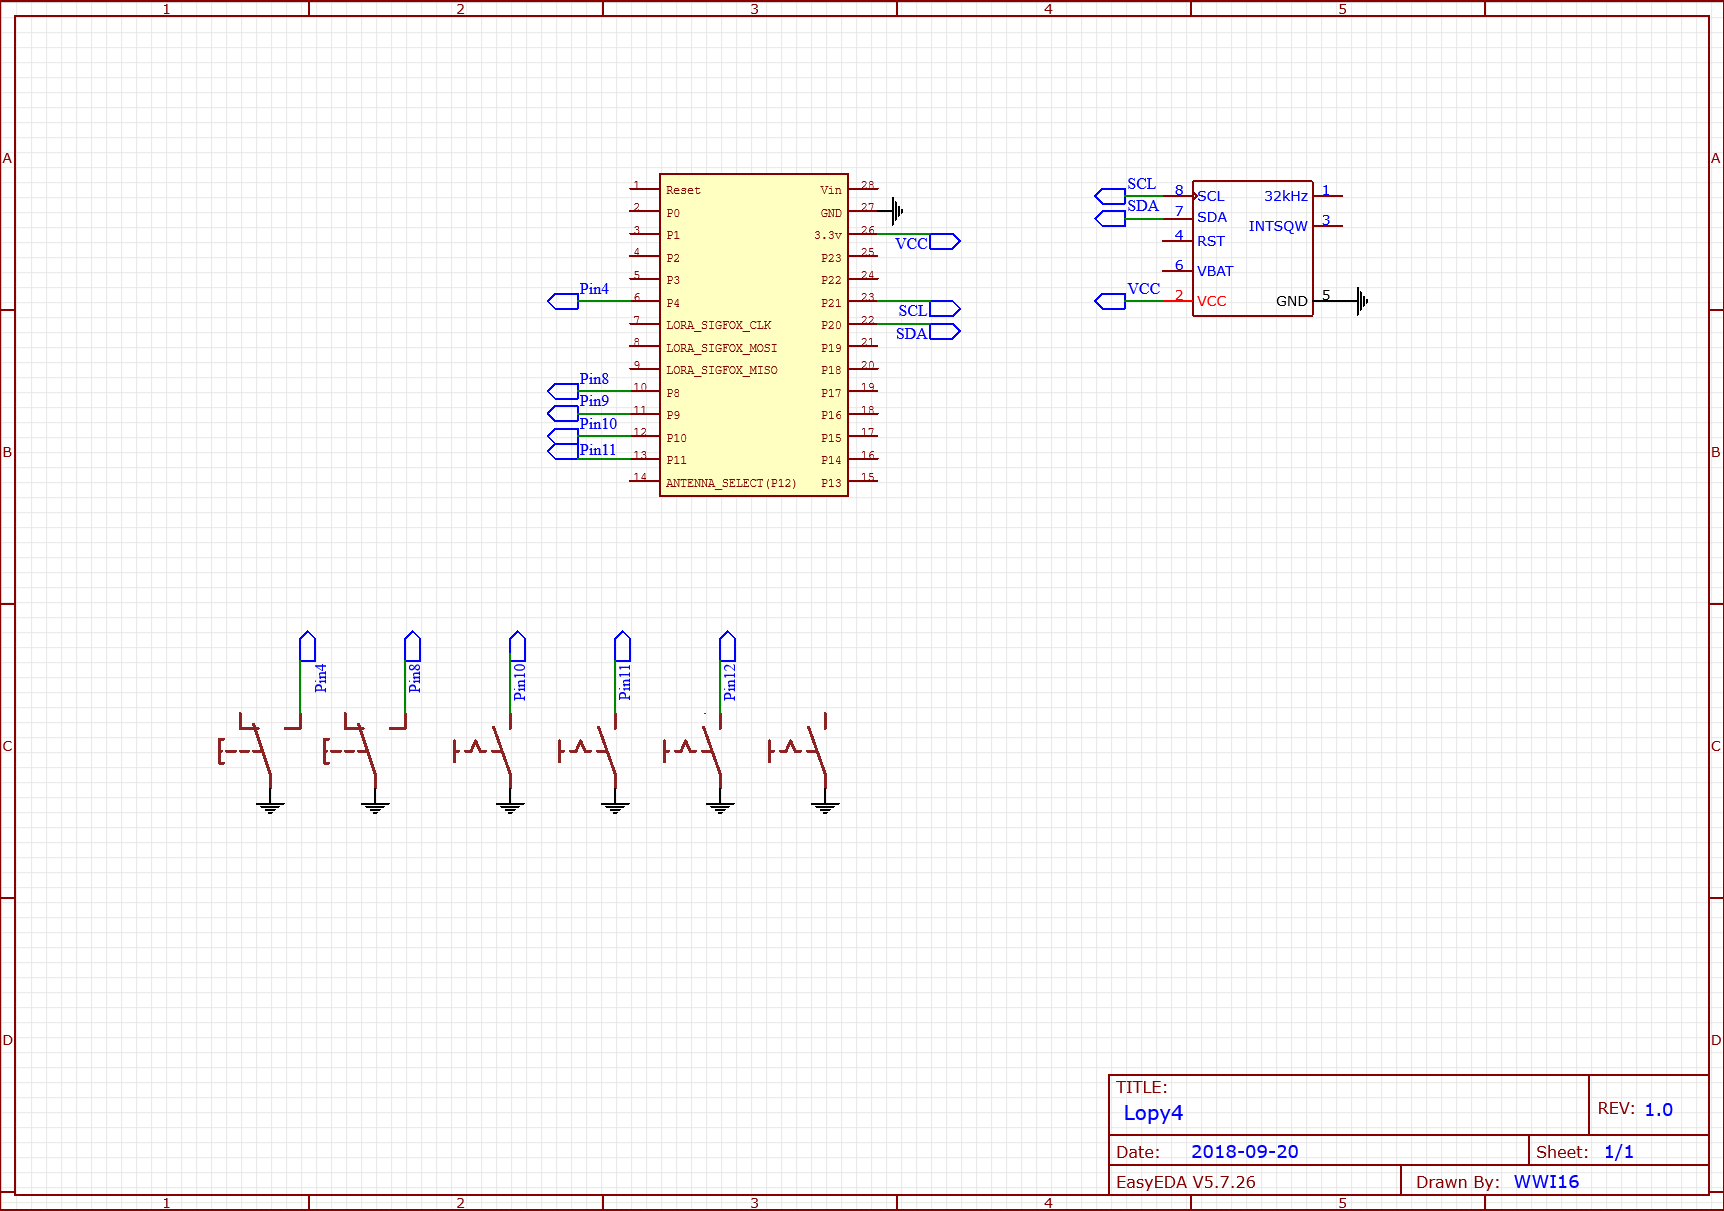 1 2 3 4 5
A A
1 Reset Vin 28
2 P0 GND 27
3 P1 3.3v 26 VCC
4 P2 P23 25
5 P3 P22 24
Pin4 6 P4 P21 23 SCL
7 LORA_SIGFOX_CLK P20 22 SDA
8 LORA_SIGFOX_MOSI P19 21
9 LORA_SIGFOX_MISO P18 20
Pin8 10 P8 P17 19
Pin9 11 P9 P16 18
Pin10 12 P10 P15 17
Pin11 13 P11 P14 16
14 ANTENNA_SELECT(P12) P13 15
SCL 8 SCL 32kHz 1
SDA 7 SDA INTSQW 3
4 RST
6 VBAT
VCC 2 VCC GND 5
B B
Pin4 Pin8 Pin10 Pin11 Pin12
C C
D D
TITLE:
Lopy4
REV: 1.0
Date: 2018-09-20 Sheet: 1/1
EasyEDA V5.7.26 Drawn By: WWI16
1 2 3 4 5